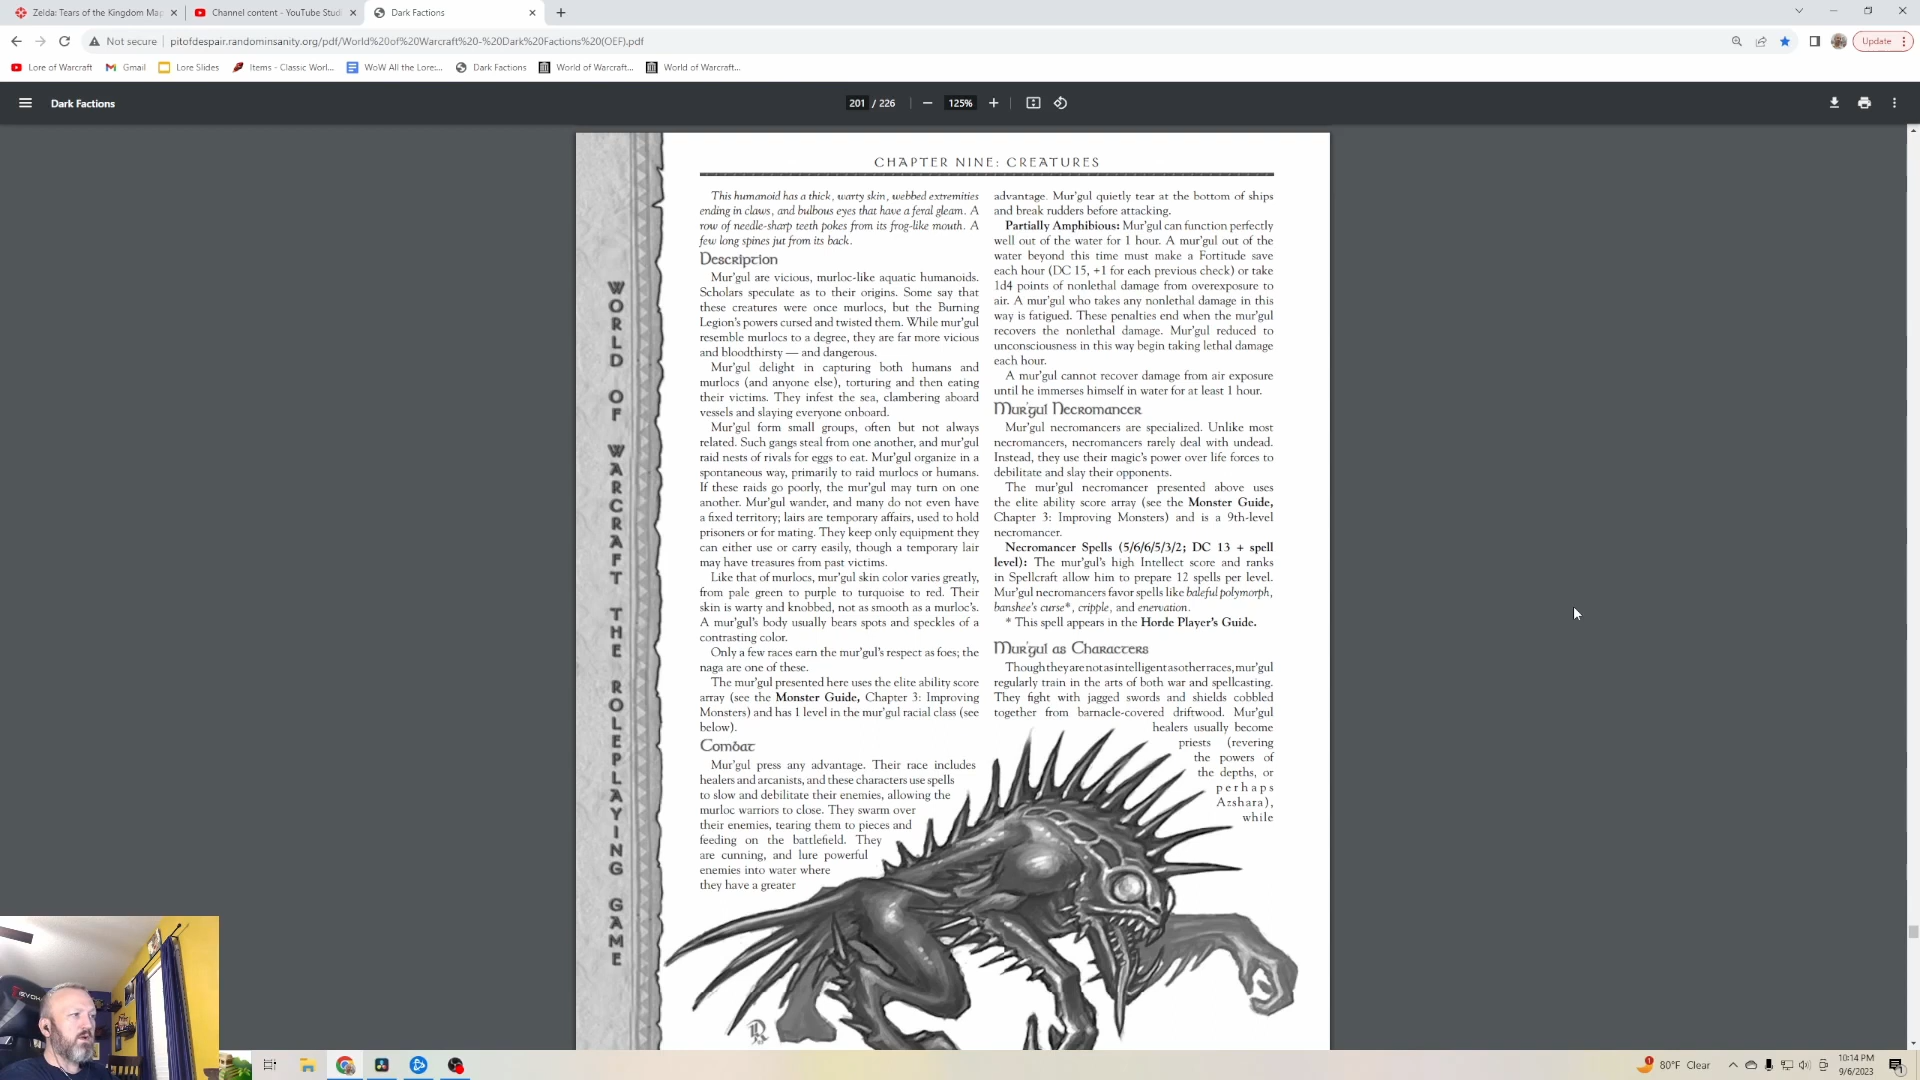 Zelda: Tears of the Kingdom Map
Channel content - YouTube Stud
Dark Factions
Not secure
pitofdespair.randominsanity.org/pdf/World%20of%20Warcraft%20-%20Dark%20Factions%20(OEF).pdf
Update
Lore of Warcraft
Gmail
Lore Slides
Items - Classic Worl...
WoW All the Lore:...
Dark Factions
World of Warcraft...
World of Warcraft...
Dark Factions
201 / 226
125%
WORLD OF WARCRAFT THE ROLEPLAYING GAME
CHAPTER NINE: CREATURES
This humanoid has a thick, warty skin, webbed extremities
ending in claws, and bulbous eyes that have a feral gleam. A
row of needle-sharp teeth pokes from its frog-like mouth. A
few long spines jut from its back.
Description
Mur'gul are vicious, murloc-like aquatic humanoids.
Scholars speculate as to their origins. Some say that
these creatures were once murlocs, but the Burning
Legion's powers cursed and twisted them. While mur'gul
resemble murlocs to a degree, they are far more vicious
and bloodthirsty — and dangerous.
Mur'gul delight in capturing both humans and
murlocs (and anyone else), torturing and then eating
their victims. They infest the sea, clambering aboard
vessels and slaying everyone onboard.
Mur'gul form small groups, often but not always
related. Such gangs steal from one another, and mur'gul
raid nests of rivals for eggs to eat. Mur'gul organize in a
spontaneous way, primarily to raid murlocs or humans.
If these raids go poorly, the mur'gul may turn on one
another. Mur'gul wander, and many do not even have
a fixed territory; lairs are temporary affairs, used to hold
prisoners or for mating. They keep only equipment they
can either use or carry easily, though a temporary lair
may have treasures from past victims.
Like that of murlocs, mur'gul skin color varies greatly,
from pale green to purple to turquoise to red. Their
skin is warty and knobbed, not as smooth as a murloc's.
A mur'gul's body usually bears spots and speckles of a
contrasting color.
Only a few races earn the mur'gul's respect as foes; the
naga are one of these.
The mur'gul presented here uses the elite ability score
array (see the Monster Guide, Chapter 3: Improving
Monsters) and has 1 level in the mur'gul racial class (see
below).
Combat
Mur'gul press any advantage. Their race includes
healers and arcanists, and these characters use spells
to slow and debilitate their enemies, allowing the
murloc warriors to close. They swarm over
their enemies, tearing them to pieces and
feeding on the battlefield. They
are cunning, and lure powerful
enemies into water where
they have a greater
advantage. Mur'gul quietly tear at the bottom of ships
and break rudders before attacking.
Partially Amphibious: Mur'gul can function perfectly
well out of the water for 1 hour. A mur'gul out of the
water beyond this time must make a Fortitude save
each hour (DC 15, +1 for each previous check) or take
1d4 points of nonlethal damage from overexposure to
air. A mur'gul who takes any nonlethal damage in this
way is fatigued. These penalties end when the mur'gul
recovers the nonlethal damage. Mur'gul reduced to
unconsciousness in this way begin taking lethal damage
each hour.
A mur'gul cannot recover damage from air exposure
until he immerses himself in water for at least 1 hour.
Mur'gul Necromancer
Mur'gul necromancers are specialized. Unlike most
necromancers, necromancers rarely deal with undead.
Instead, they use their magic's power over life forces to
debilitate and slay their opponents.
The mur'gul necromancer presented above uses
the elite ability score array (see the Monster Guide,
Chapter 3: Improving Monsters) and is a 9th-level
necromancer.
Necromancer Spells (5/6/6/5/3/2; DC 13 + spell
level): The mur'gul's high Intellect score and ranks
in Spellcraft allow him to prepare 12 spells per level.
Mur'gul necromancers favor spells like baleful polymorph,
banshee's curse*, cripple, and enervation.
* This spell appears in the Horde Player's Guide.
Mur'gul as Characters
Though they are not as intelligent as other races, mur'gul
regularly train in the arts of both war and spellcasting.
They fight with jagged swords and shields cobbled
together from barnacle-covered driftwood. Mur'gul
healers usually become
priests (revering
the powers of
the depths, or
perhaps
Azshara),
while
1
80°F Clear
10:14 PM
9/6/2023